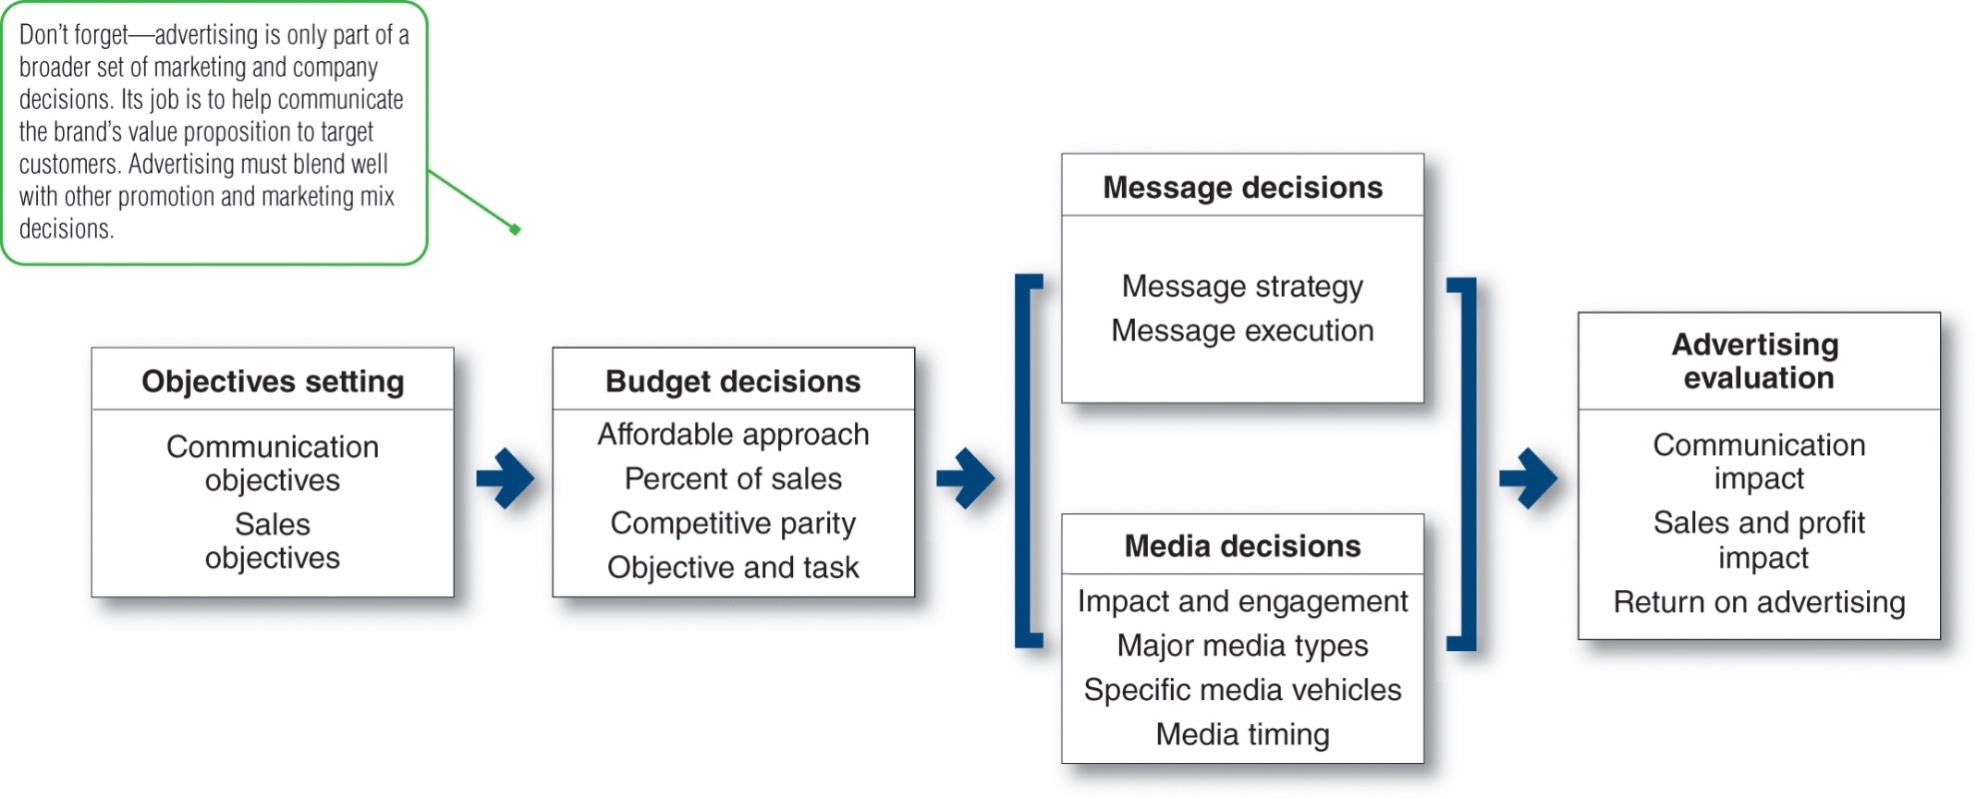 Don't forget—advertising is only part of a
broader set of marketing and company
decisions. Its job is to help communicate
the brand's value proposition to target
customers. Advertising must blend well
with other promotion and marketing mix
decisions.
Objectives setting
Communication
objectives
Sales
objectives
Budget decisions
Affordable approach
Percent of sales
Competitive parity
Objective and task
Message decisions
Message strategy
Message execution
Media decisions
Impact and engagement
Major media types
Specific media vehicles
Media timing
Advertising
evaluation
Communication
impact
Sales and profit
impact
Return on advertising